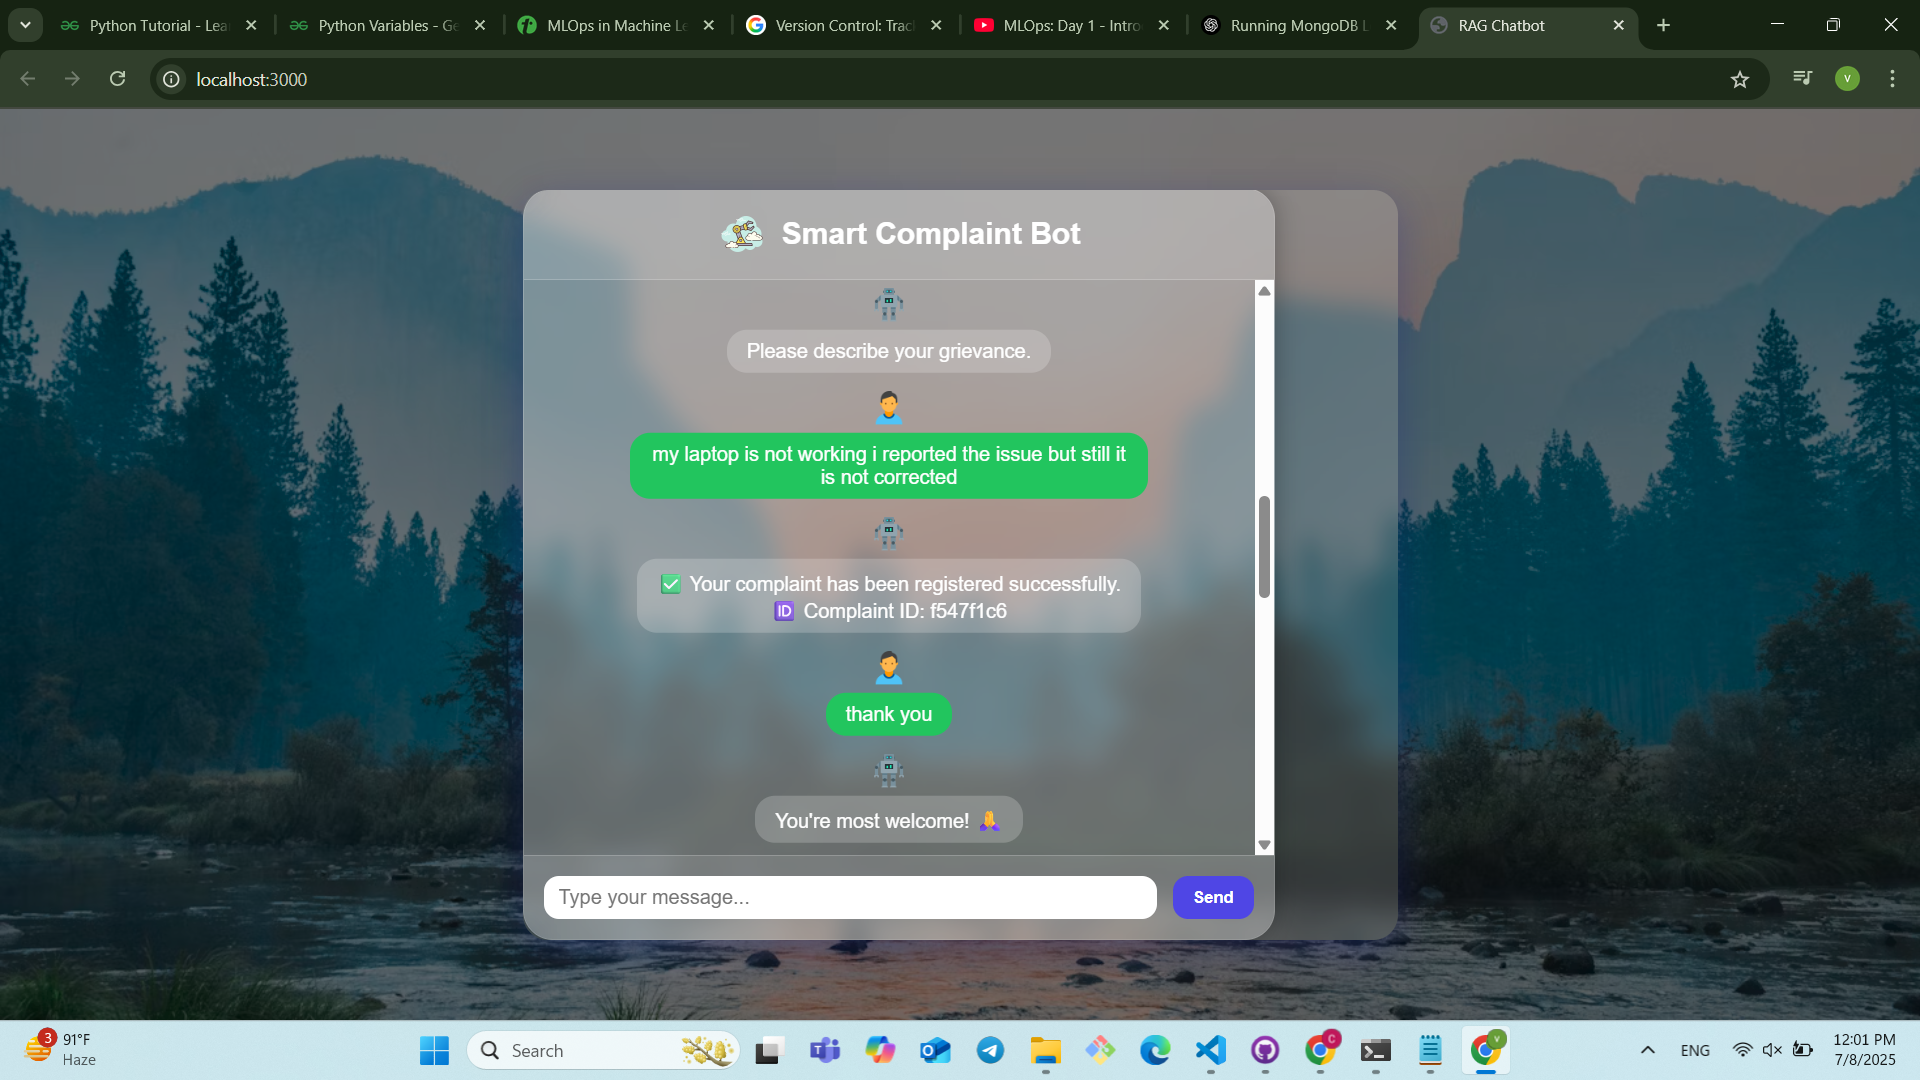 Python Tutorial - Lea
Python Variables - Ge
MLOps in Machine Le
Version Control: Trac
MLOps: Day 1 - Intro
Running MongoDB L
RAG Chatbot
localhost:3000
V
Smart Complaint Bot
Please describe your grievance.
my laptop is not working i reported the issue but still it
is not corrected
✅ Your complaint has been registered successfully.
🆔 Complaint ID: f547f1c6
thank you
You're most welcome! 🙏
Type your message...
Send
3
91°F
Haze
Search
C
V
ENG
12:01 PM
7/8/2025